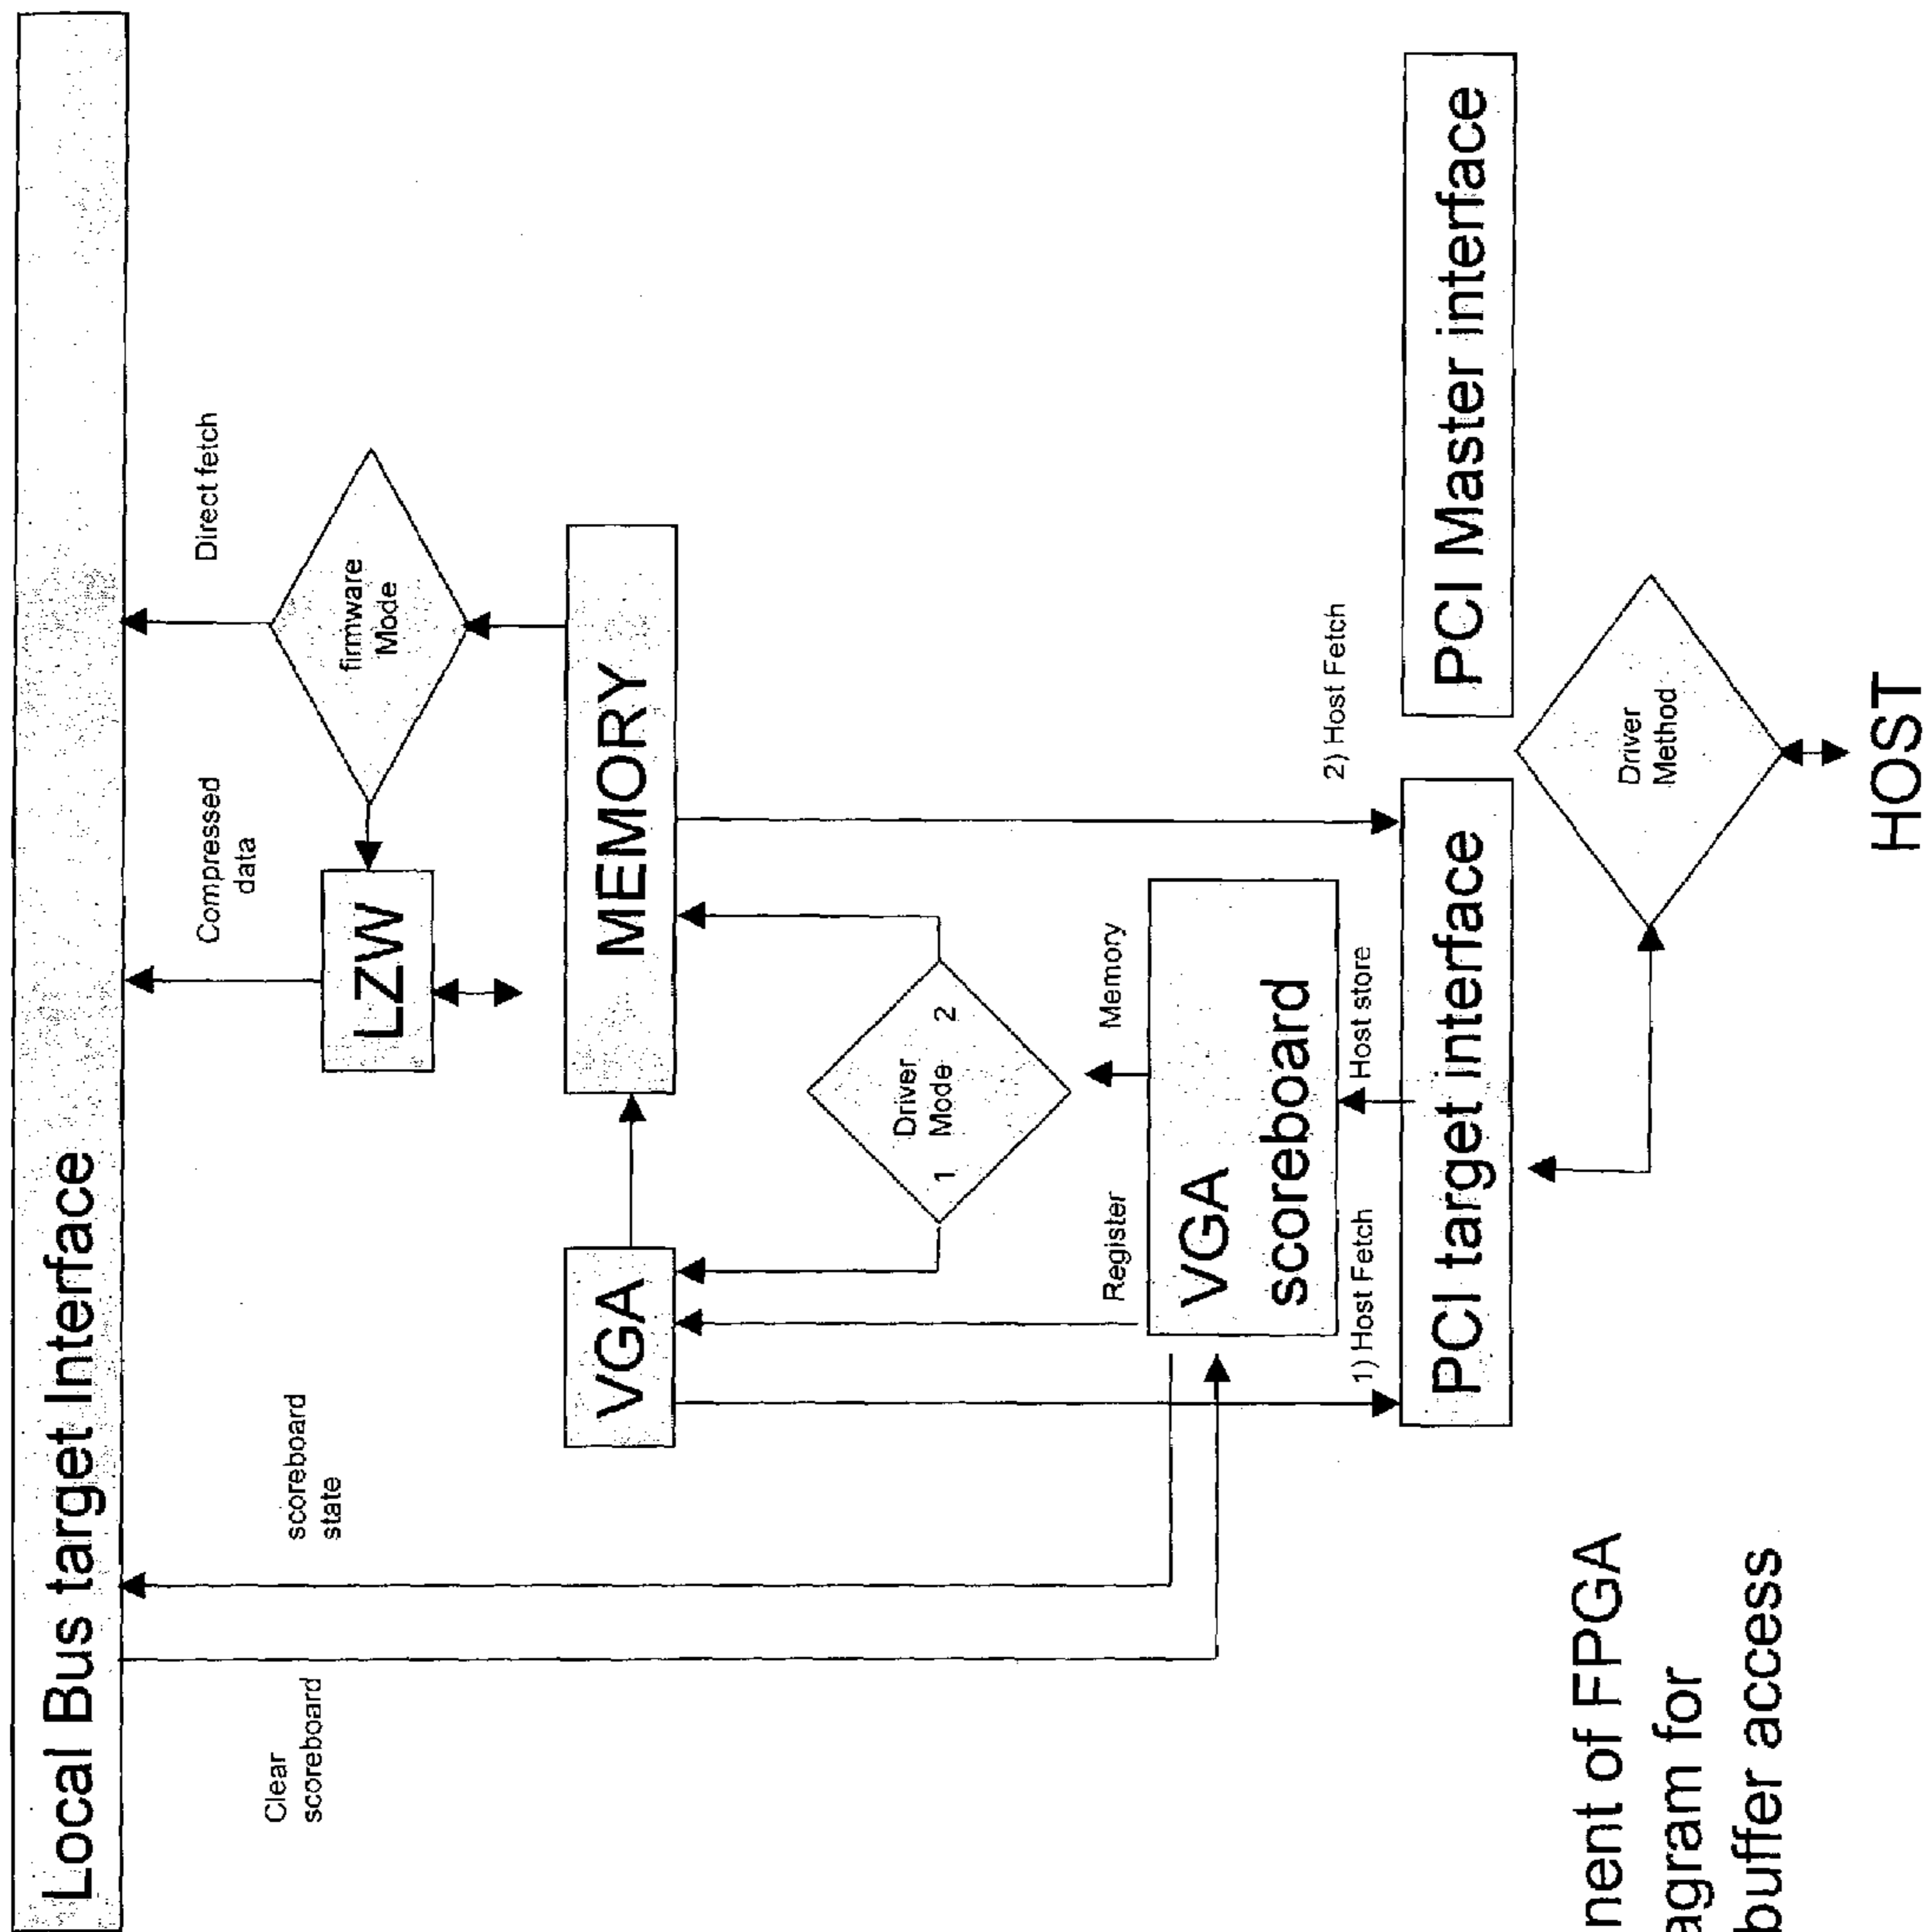 Local Bus target Interface
Clear
scoreboard
scoreboard
state
Compressed
data
Direct fetch
LZW
firmware
Mode
VGA
MEMORY
Driver
Mode
1
2
Register
Memory
VGA
scoreboard
1) Host Fetch
Host store
2) Host Fetch
PCI target interface
PCI Master interface
Driver
Method
HOST
of FPGA
for
buffer access